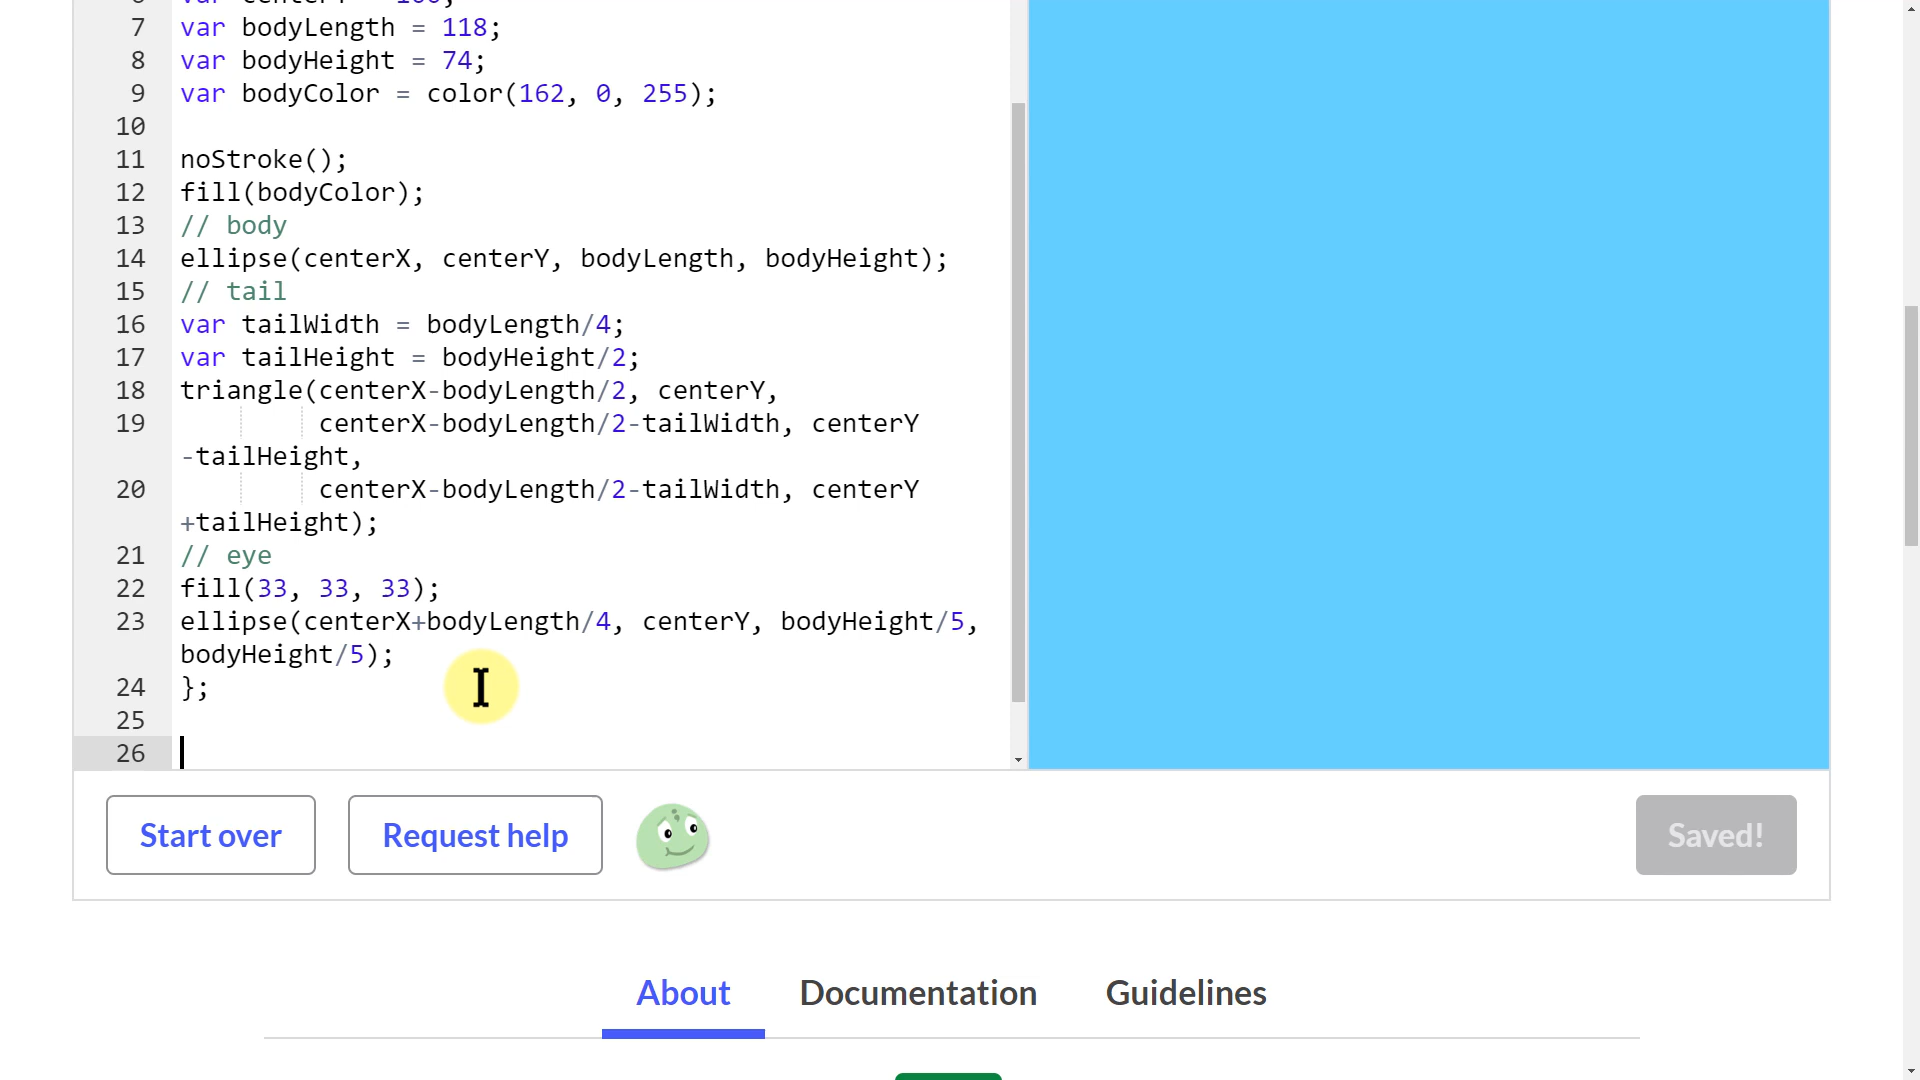 7 var bodyLength = 118;
8 var bodyHeight = 74;
9 var bodyColor = color(162, 0, 255);
10
11 noStroke();
12 fill(bodyColor);
13 // body
14 ellipse(centerX, centerY, bodyLength, bodyHeight);
15 // tail
16 var tailWidth = bodyLength/4;
17 var tailHeight = bodyHeight/2;
18 triangle(centerX-bodyLength/2, centerY,
19 centerX-bodyLength/2-tailWidth, centerY
-tailHeight,
20 centerX-bodyLength/2-tailWidth, centerY
+tailHeight);
21 // eye
22 fill(33, 33, 33);
23 ellipse(centerX+bodyLength/4, centerY, bodyHeight/5,
bodyHeight/5);
24 };
25
26
Start over
Request help
Saved!
About
Documentation
Guidelines